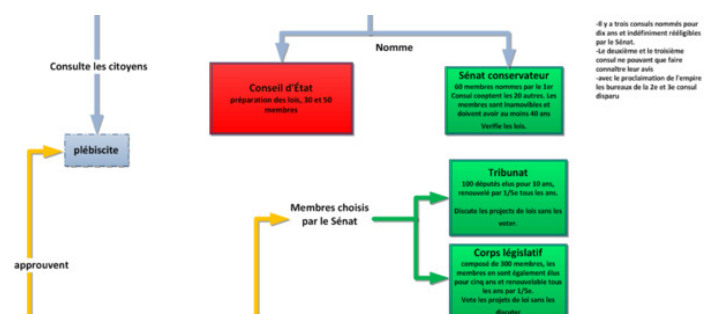 Consulte les citoyens
plébiscite
approuvent
Nomme
Conseil d'État
préparation des lois, 30 et 50
membres
Sénat conservateur
60 membres nommes par le 1er
Consul cooptent les 20 autres. Les
membres sont inamovibles et
doivent avoir au moins 40 ans
Verifie les lois.
-Il y a trois consuls nommés pour
dix ans et indéfiniment rééligibles
par le Sénat.
-Le deuxième et le troisième
consul ne pouvant que faire
connaître leur avis
-avec le proclamation de l'empire
les bureaux de la 2e et 3e consul
disparu
Membres choisis
par le Sénat
Tribunat
100 députés elus pour 10 ans,
renouvelé par 1/5e tous les ans.
Discute les projects de lois sans les
voter.
Corps législatif
composé de 300 membres, les
membres en sont également élus
pour cinq ans et renouvelable tous
les ans par 1/5e.
Vote les projets de loi sans les
discuter